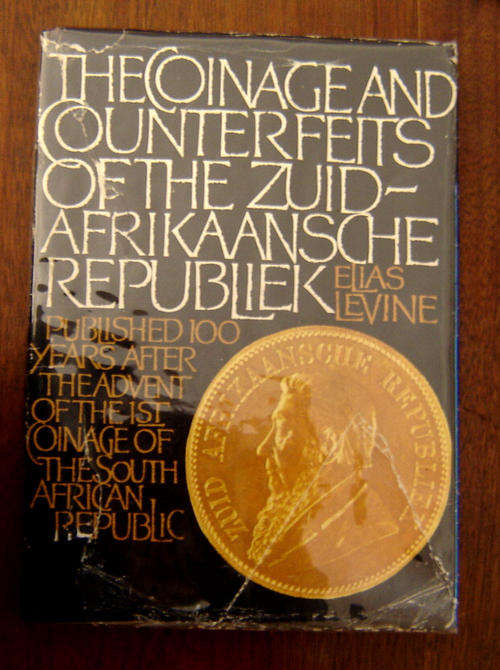 THE COINAGE AND
COUNTERFEITS
OF THE ZUID-
AFRIKAANSCHE
REPUBLIEK
ELIAS
LEVINE
PUBLISHED 100
YEARS AFTER
THE ADVENT
OF THE 1ST
COINAGE OF
THE SOUTH
AFRICAN
REPUBLIC
ZUID AFRIKAANSCHE REPUBLIEK